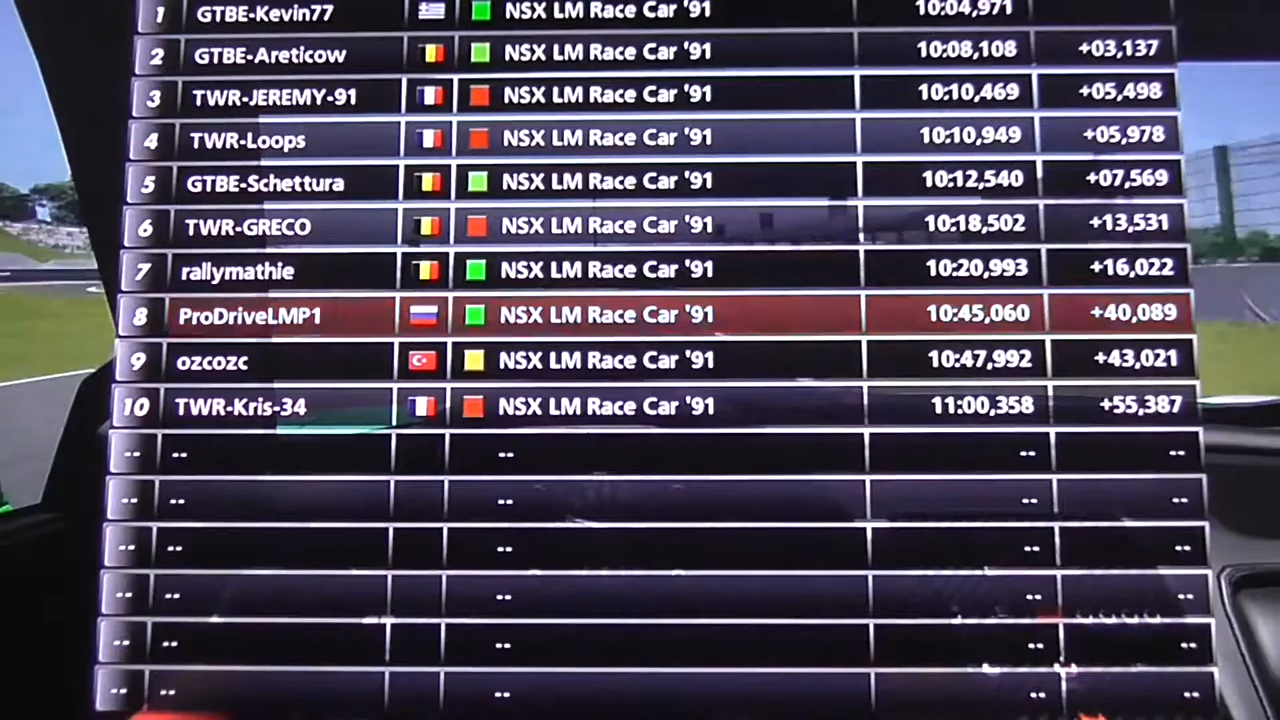 1 GTBE-Kevin77 NSX LM Race Car '91 10:04,971
2 GTBE-Areticow NSX LM Race Car '91 10:08,108 +03,137
3 TWR-JEREMY-91 NSX LM Race Car '91 10:10,469 +05,498
4 TWR-Loops NSX LM Race Car '91 10:10,949 +05,978
5 GTBE-Schettura NSX LM Race Car '91 10:12,540 +07,569
6 TWR-GRECO NSX LM Race Car '91 10:18,502 +13,531
7 rallymathie NSX LM Race Car '91 10:20,993 +16,022
8 ProDriveLMP1 NSX LM Race Car '91 10:45,060 +40,089
9 ozcozc NSX LM Race Car '91 10:47,992 +43,021
10 TWR-Kris-34 NSX LM Race Car '91 11:00,358 +55,387
-- -- -- -- --
-- -- -- -- --
-- -- -- -- --
-- -- -- -- --
-- -- -- -- --
-- -- -- -- --